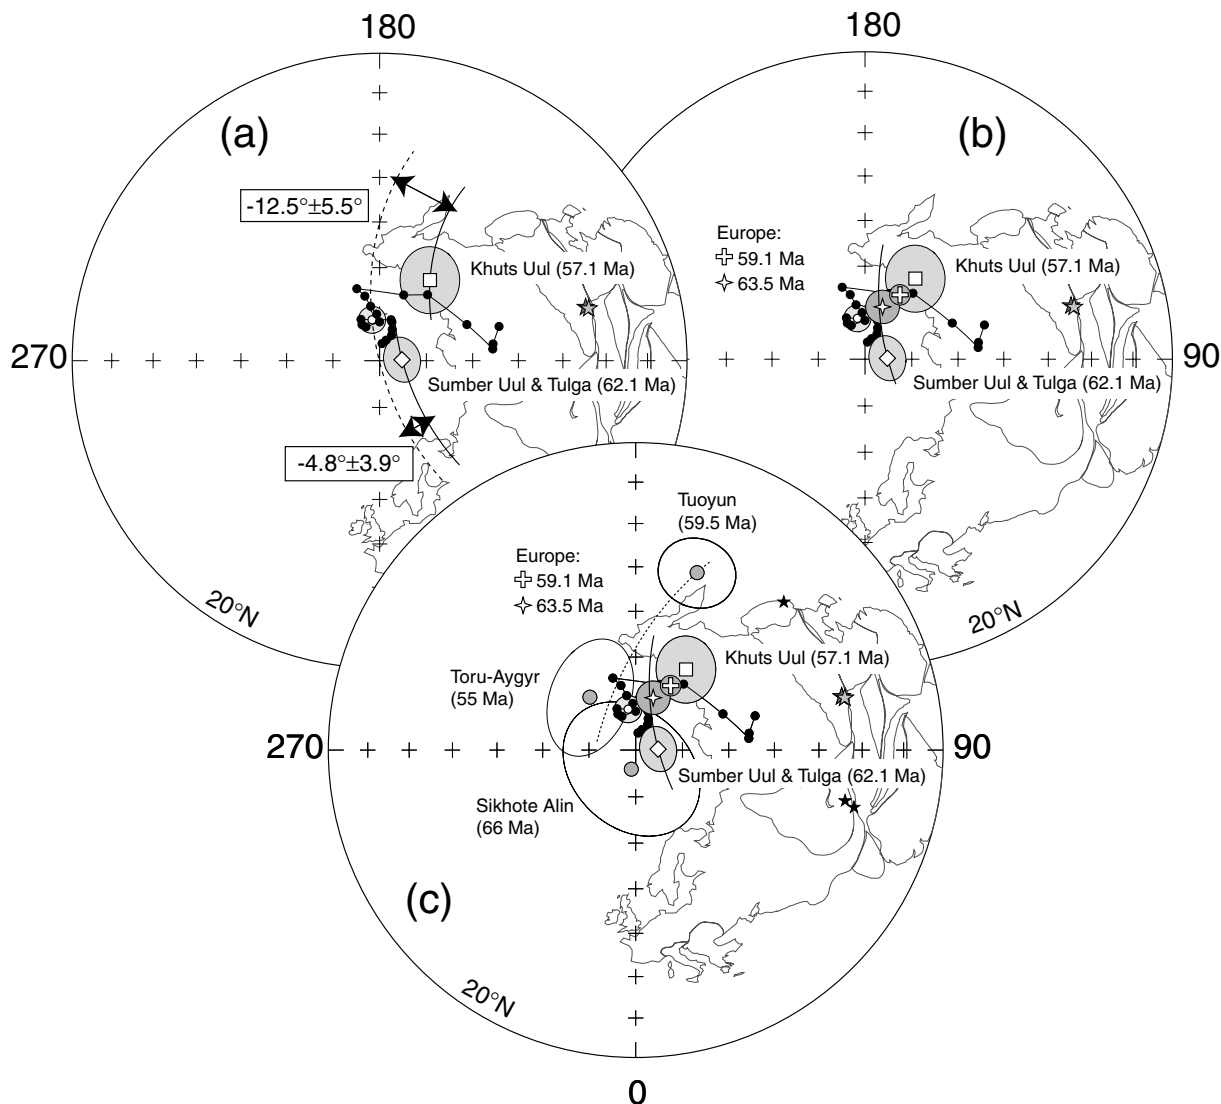 180
180
(a)
(b)
-12.5°±5.5°
Europe:
59.1 Ma
63.5 Ma
Khuts Uul (57.1 Ma)
Khuts Uul (57.1 Ma)
270
90
Sumber Uul & Tulga (62.1 Ma)
Sumber Uul & Tulga (62.1 Ma)
-4.8°±3.9°
20°N
20°N
Tuoyun
(59.5 Ma)
Europe:
59.1 Ma
63.5 Ma
Khuts Uul (57.1 Ma)
Toru-Aygyr
(55 Ma)
270
90
Sumber Uul & Tulga (62.1 Ma)
Sikhote Alin
(66 Ma)
(c)
20°N
0